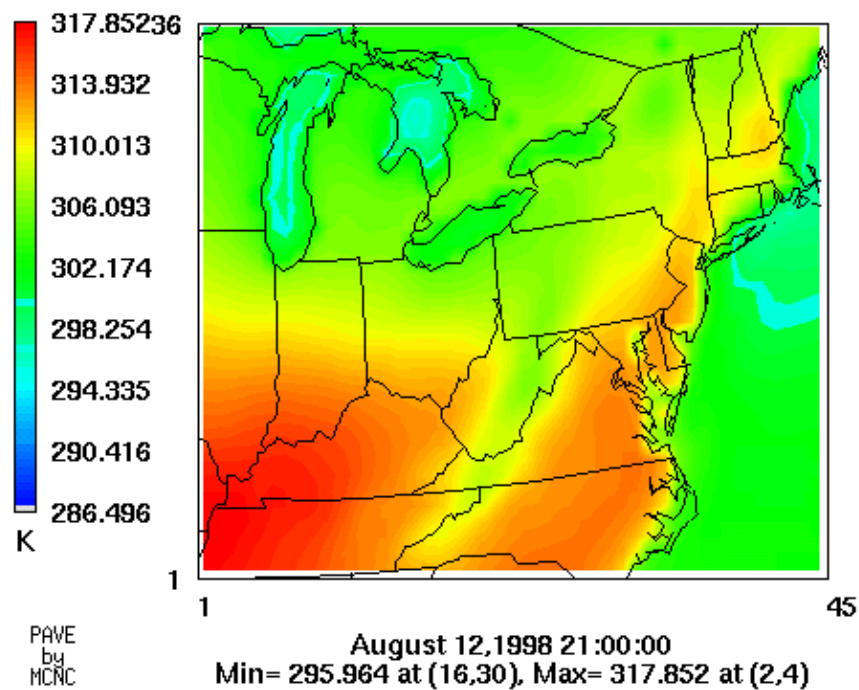 317.852 36
313.932
310.013
306.093
302.174
298.254
294.335
290.416
286.496
K
1
1 45
PAVE
by
MCNC
August 12,1998 21:00:00
Min= 295.964 at (16,30), Max= 317.852 at (2,4)